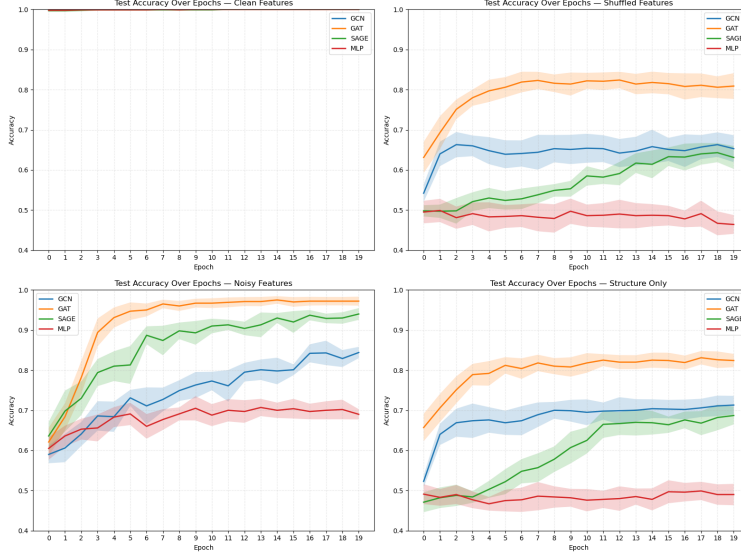 Test Accuracy Over Epochs — Clean Features
1.0
0.9
0.8
0.7
0.6
0.5
0.4
Accuracy
0 1 2 3 4 5 6 7 8 9 10 11 12 13 14 15 16 17 18 19
Epoch
GCN
GAT
SAGE
MLP
Test Accuracy Over Epochs — Shuffled Features
1.0
0.9
0.8
0.7
0.6
0.5
0.4
Accuracy
0 1 2 3 4 5 6 7 8 9 10 11 12 13 14 15 16 17 18 19
Epoch
GCN
GAT
SAGE
MLP
Test Accuracy Over Epochs — Noisy Features
1.0
0.9
0.8
0.7
0.6
0.5
0.4
Accuracy
0 1 2 3 4 5 6 7 8 9 10 11 12 13 14 15 16 17 18 19
Epoch
GCN
GAT
SAGE
MLP
Test Accuracy Over Epochs — Structure Only
1.0
0.9
0.8
0.7
0.6
0.5
0.4
Accuracy
0 1 2 3 4 5 6 7 8 9 10 11 12 13 14 15 16 17 18 19
Epoch
GCN
GAT
SAGE
MLP